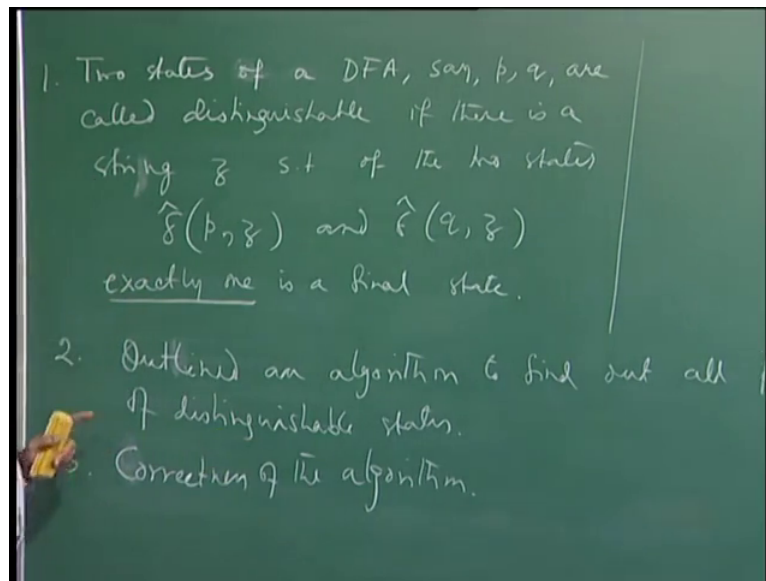 1. Two states of a DFA, say, p, q, are
called distinguishable if there is a
string z s.t of the two states
δ̂(p, z) and δ̂(q, z)
exactly one is a final state.
2. Outlined an algorithm to find out all
of distinguishable states.
3. Correctness of the algorithm.